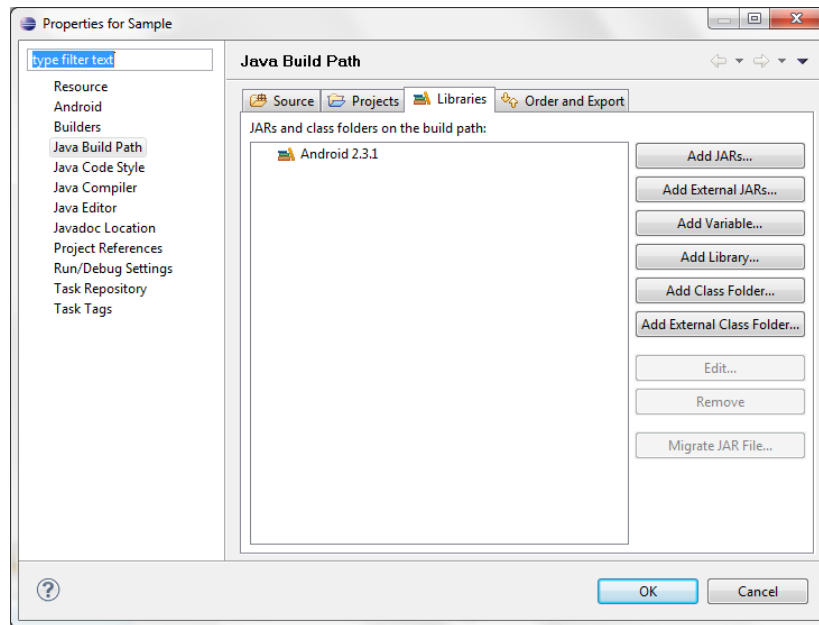 Properties for Sample
type filter text
Resource
Android
Builders
Java Build Path
Java Code Style
Java Compiler
Java Editor
Javadoc Location
Project References
Run/Debug Settings
Task Repository
Task Tags
Java Build Path
Source Projects Libraries Order and Export
JARs and class folders on the build path:
Android 2.3.1
Add JARs...
Add External JARs...
Add Variable...
Add Library...
Add Class Folder...
Add External Class Folder...
Edit...
Remove
Migrate JAR File...
?
OK Cancel